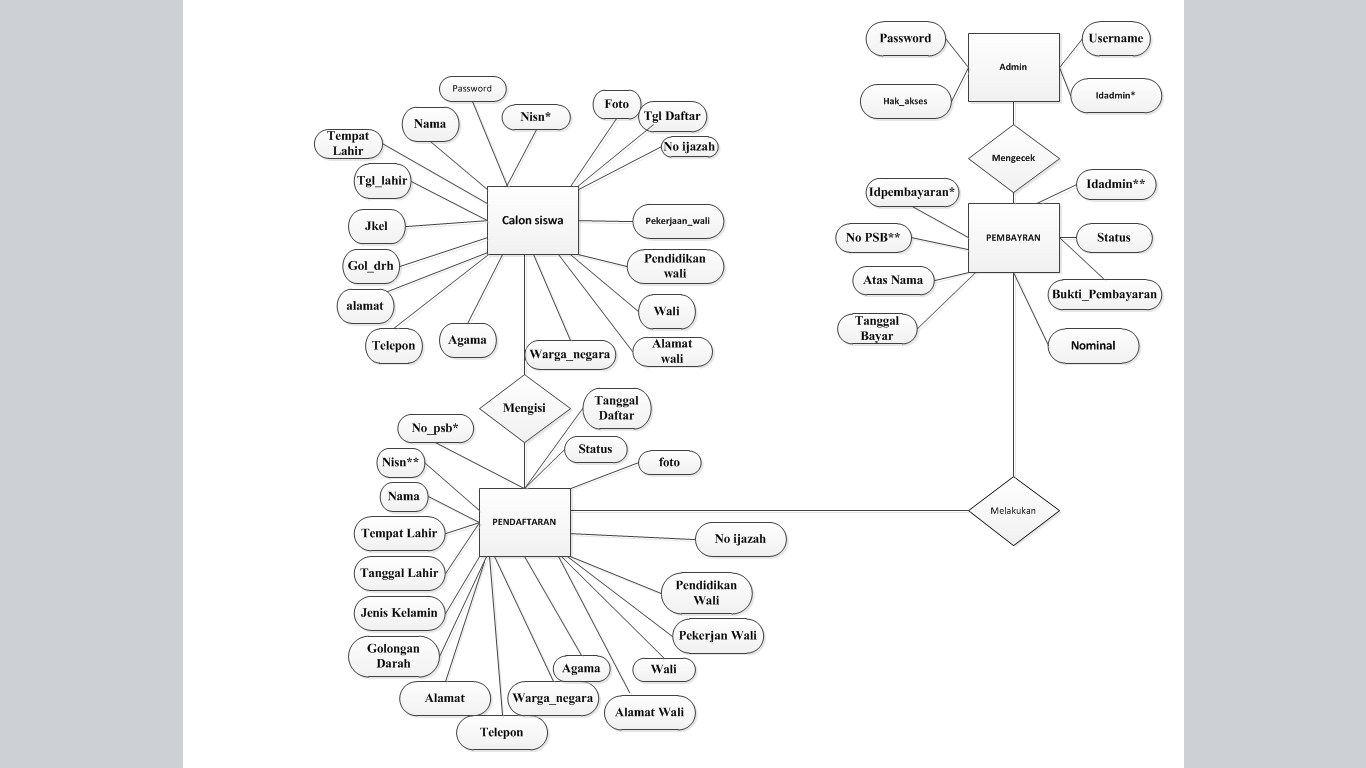 Password
Username
Admin
Hak_akses
Idadmin*
Mengecek
Idpembayaran*
Idadmin**
No PSB**
PEMBAYRAN
Status
Atas Nama
Bukti_Pembayaran
Tanggal
Bayar
Nominal
Melakukan
Password
Foto
Nama
Nisn*
Tgl Daftar
Tempat
Lahir
No ijazah
Tgl_lahir
Jkel
Calon siswa
Pekerjaan_wali
Gol_drh
Pendidikan
wali
alamat
Wali
Telepon
Agama
Warga_negara
Alamat
wali
Mengisi
Tanggal
Daftar
No_psb*
Status
Nisn**
foto
Nama
PENDAFTARAN
Tempat Lahir
No ijazah
Tanggal Lahir
Pendidikan
Wali
Jenis Kelamin
Pekerjan Wali
Golongan
Darah
Agama
Wali
Alamat
Warga_negara
Alamat Wali
Telepon